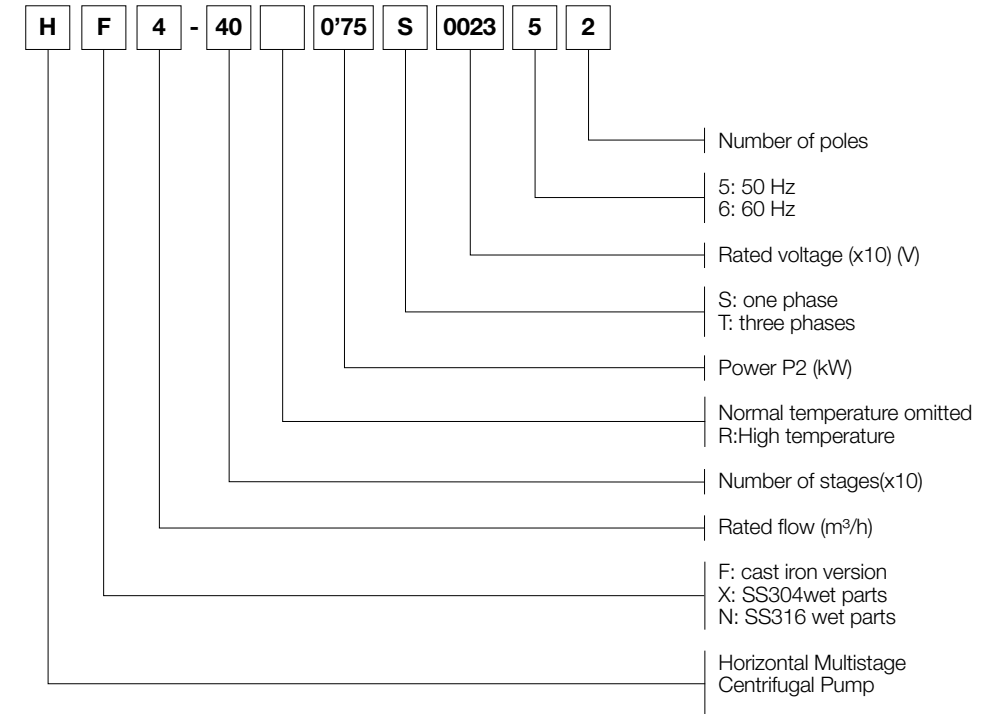 H F 4 - 40 0'75 S 0023 5 2
Number of poles
5: 50 Hz
6: 60 Hz
Rated voltage (x10) (V)
S: one phase
T: three phases
Power P2 (kW)
Normal temperature omitted
R:High temperature
Number of stages(x10)
Rated flow (m³/h)
F: cast iron version
X: SS304wet parts
N: SS316 wet parts
Horizontal Multistage
Centrifugal Pump